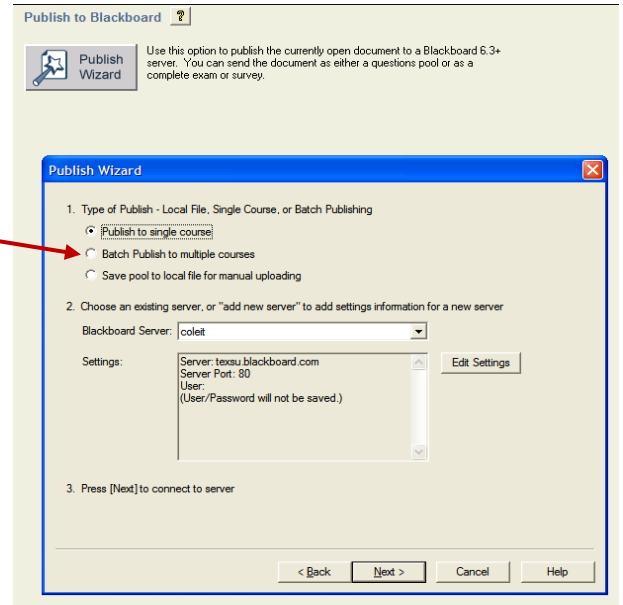 Publish to Blackboard ?
Publish
Wizard
Use this option to publish the currently open document to a Blackboard 6.3+
server. You can send the document as either a questions pool or as a
complete exam or survey.
Publish Wizard
1. Type of Publish - Local File, Single Course, or Batch Publishing
Publish to single course
Batch Publish to multiple courses
Save pool to local file for manual uploading
2. Choose an existing server, or "add new server" to add settings information for a new server
Blackboard Server: coleit
Settings:
Server: texsu.blackboard.com
Server Port: 80
User:
(User/Password will not be saved.)
Edit Settings
3. Press [Next] to connect to server
< Back Next > Cancel Help